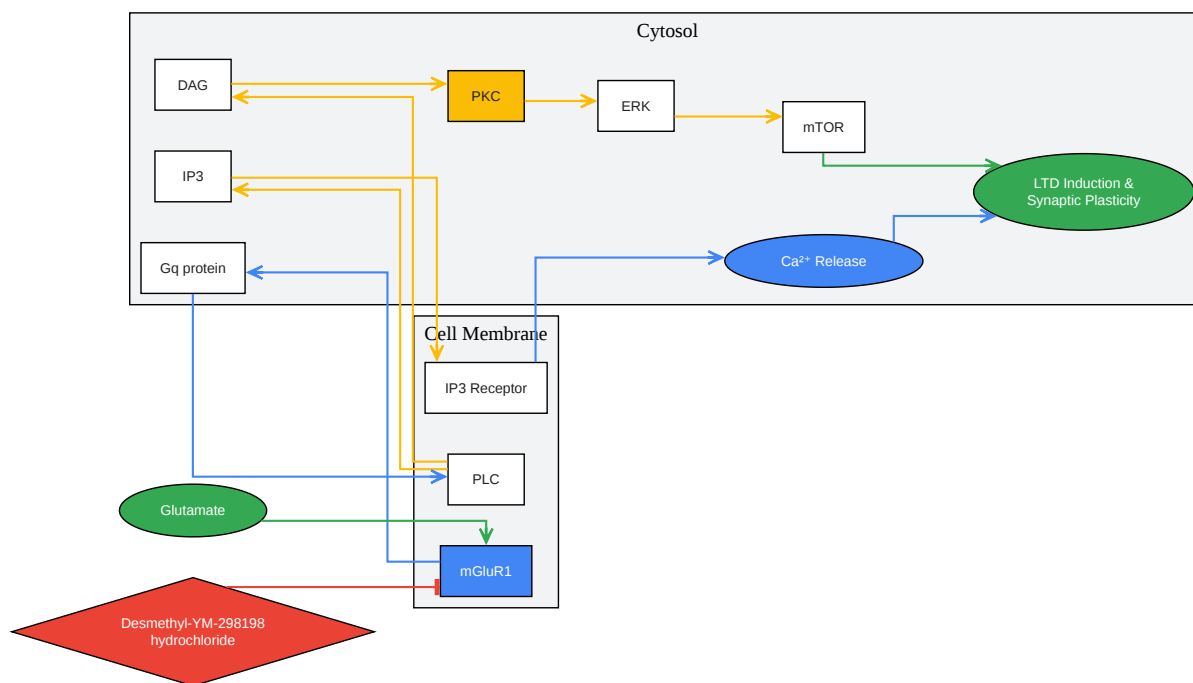 Cytosol
DAG
PKC
ERK
mTOR
IP3
LTD Induction &
Synaptic Plasticity
Gq protein
Ca²⁺ Release
Cell Membrane
IP3 Receptor
PLC
Glutamate
mGluR1
Desmethyl-YM-298198
hydrochloride